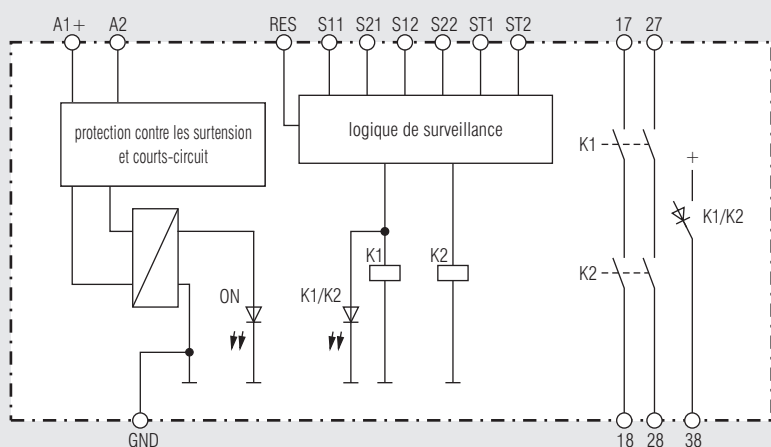 A1+ A2 RES S11 S21 S12 S22 ST1 ST2 17 27
protection contre les surtension
et courts-circuit
logique de surveillance
K1
+
K1/K2
K1 K2
K2
ON K1/K2
GND 18 28 38